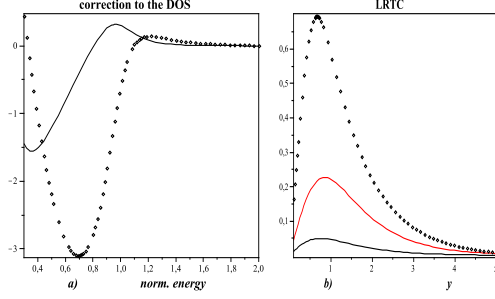 correction to the DOS
LRTC
0
−1
−2
−3
0,4 0,6 0,8 1,0 1,2 1,4 1,6 1,8 2,0
a) norm. energy
0,6
0,5
0,4
0,3
0,2
0,1
1 2 3 4 5
b) y